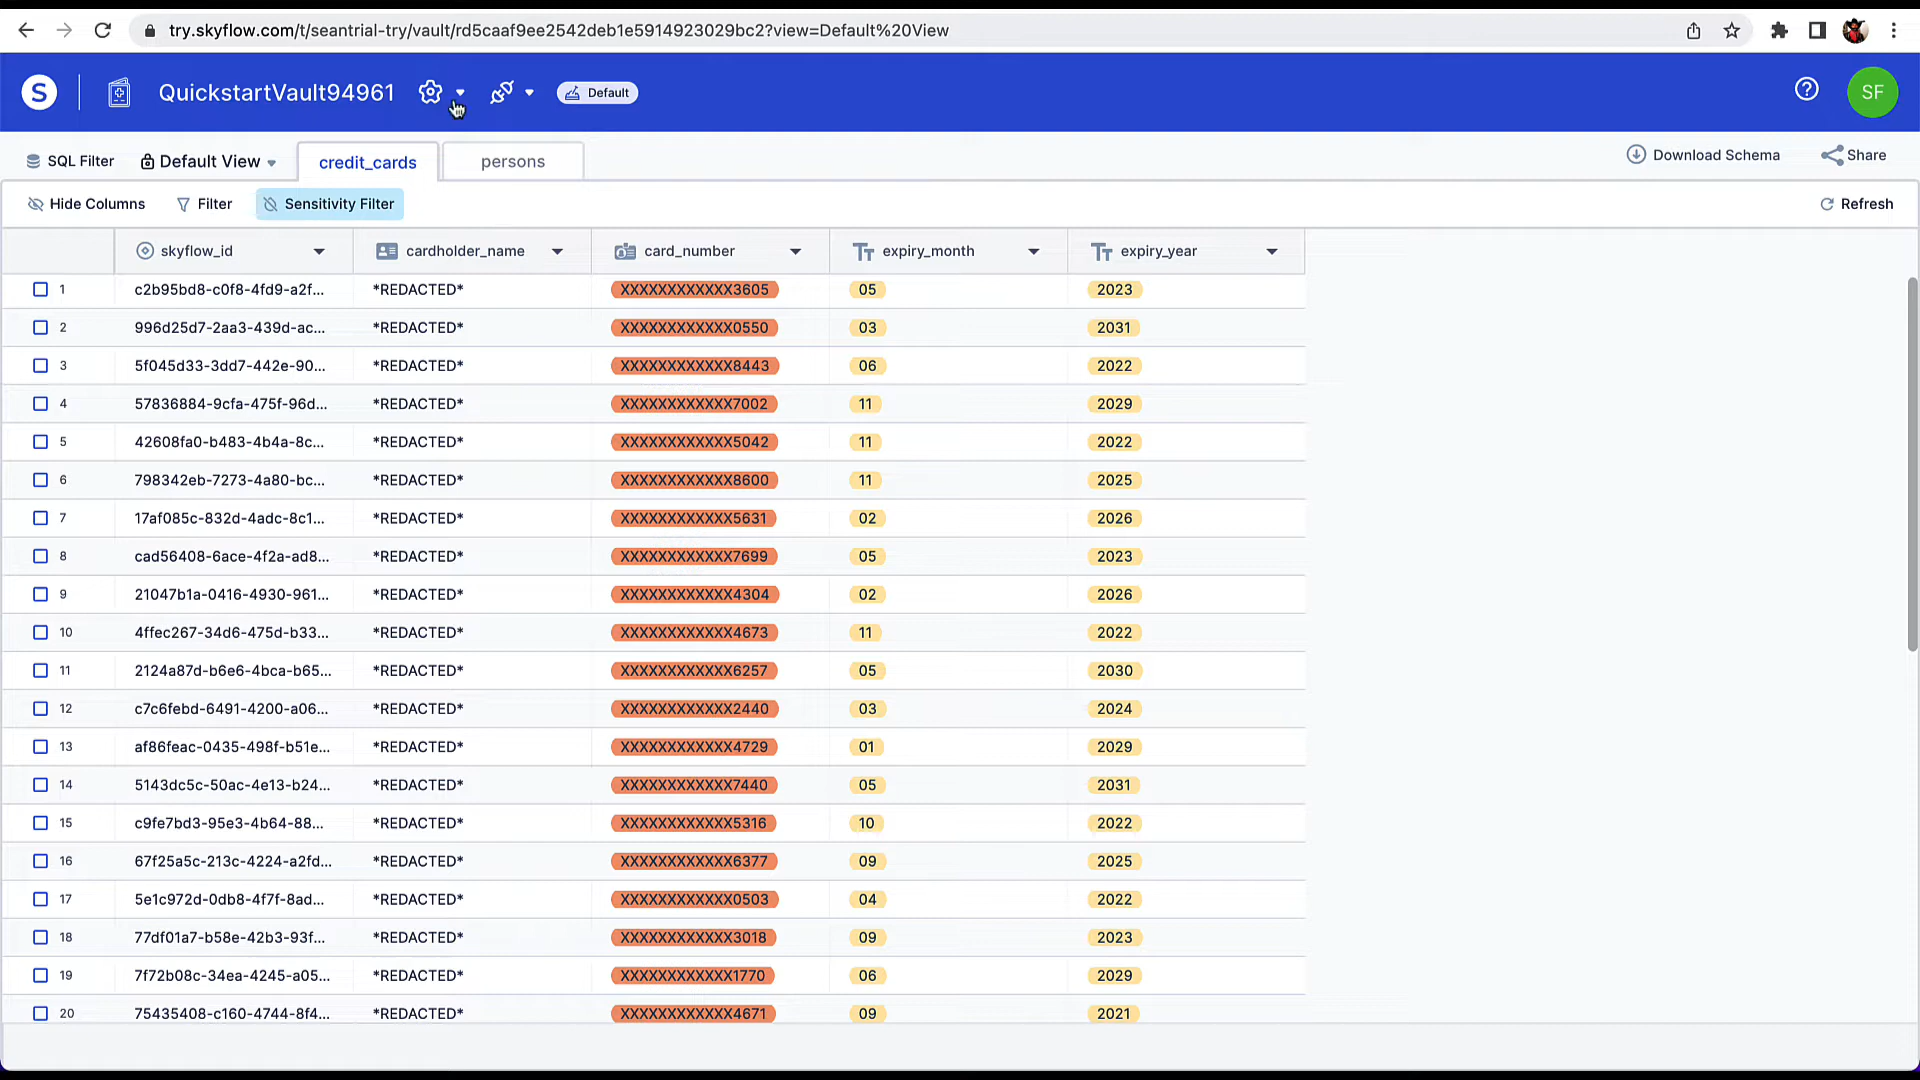 try.skyflow.com/t/seantrial-try/vault/rd5caaf9ee2542deb1e5914923029bc2?view=Default%20View
S QuickstartVault94961 Default SF
SQL Filter Default View credit_cards persons Download Schema Share
Hide Columns Filter Sensitivity Filter Refresh
skyflow_id cardholder_name card_number expiry_month expiry_year
1 c2b95bd8-c0f8-4fd9-a2f... *REDACTED* XXXXXXXXXXXX3605 05 2023
2 996d25d7-2aa3-439d-ac... *REDACTED* XXXXXXXXXXXX0550 03 2031
3 5f045d33-3dd7-442e-90... *REDACTED* XXXXXXXXXXXX8443 06 2022
4 57836884-9cfa-475f-96d... *REDACTED* XXXXXXXXXXXX7002 11 2029
5 42608fa0-b483-4b4a-8c... *REDACTED* XXXXXXXXXXXX5042 11 2022
6 798342eb-7273-4a80-bc... *REDACTED* XXXXXXXXXXXX8600 11 2025
7 17af085c-832d-4adc-8c1... *REDACTED* XXXXXXXXXXXX5631 02 2026
8 cad56408-6ace-4f2a-ad8... *REDACTED* XXXXXXXXXXXX7699 05 2023
9 21047b1a-0416-4930-961... *REDACTED* XXXXXXXXXXXX4304 02 2026
10 4ffec267-34d6-475d-b33... *REDACTED* XXXXXXXXXXXX4673 11 2022
11 2124a87d-b6e6-4bca-b65... *REDACTED* XXXXXXXXXXXX6257 05 2030
12 c7c6febd-6491-4200-a06... *REDACTED* XXXXXXXXXXXX2440 03 2024
13 af86feac-0435-498f-b51e... *REDACTED* XXXXXXXXXXXX4729 01 2029
14 5143dc5c-50ac-4e13-b24... *REDACTED* XXXXXXXXXXXX7440 05 2031
15 c9fe7bd3-95e3-4b64-88... *REDACTED* XXXXXXXXXXXX5316 10 2022
16 67f25a5c-213c-4224-a2fd... *REDACTED* XXXXXXXXXXXX6377 09 2025
17 5e1c972d-0db8-4f7f-8ad... *REDACTED* XXXXXXXXXXXX0503 04 2022
18 77df01a7-b58e-42b3-93f... *REDACTED* XXXXXXXXXXXX3018 09 2023
19 7f72b08c-34ea-4245-a05... *REDACTED* XXXXXXXXXXXX1770 06 2029
20 75435408-c160-4744-8f4... *REDACTED* XXXXXXXXXXXX4671 09 2021